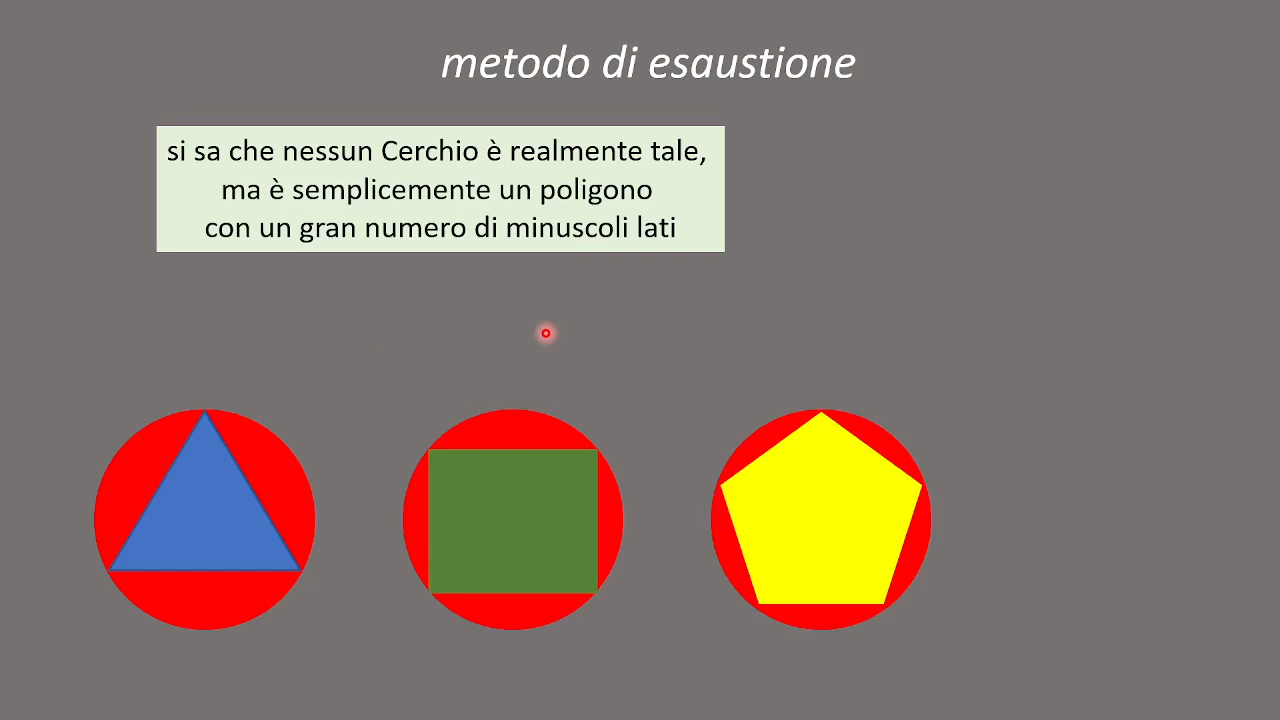 metodo di esaustione
si sa che nessun Cerchio è realmente tale,
ma è semplicemente un poligono
con un gran numero di minuscoli lati